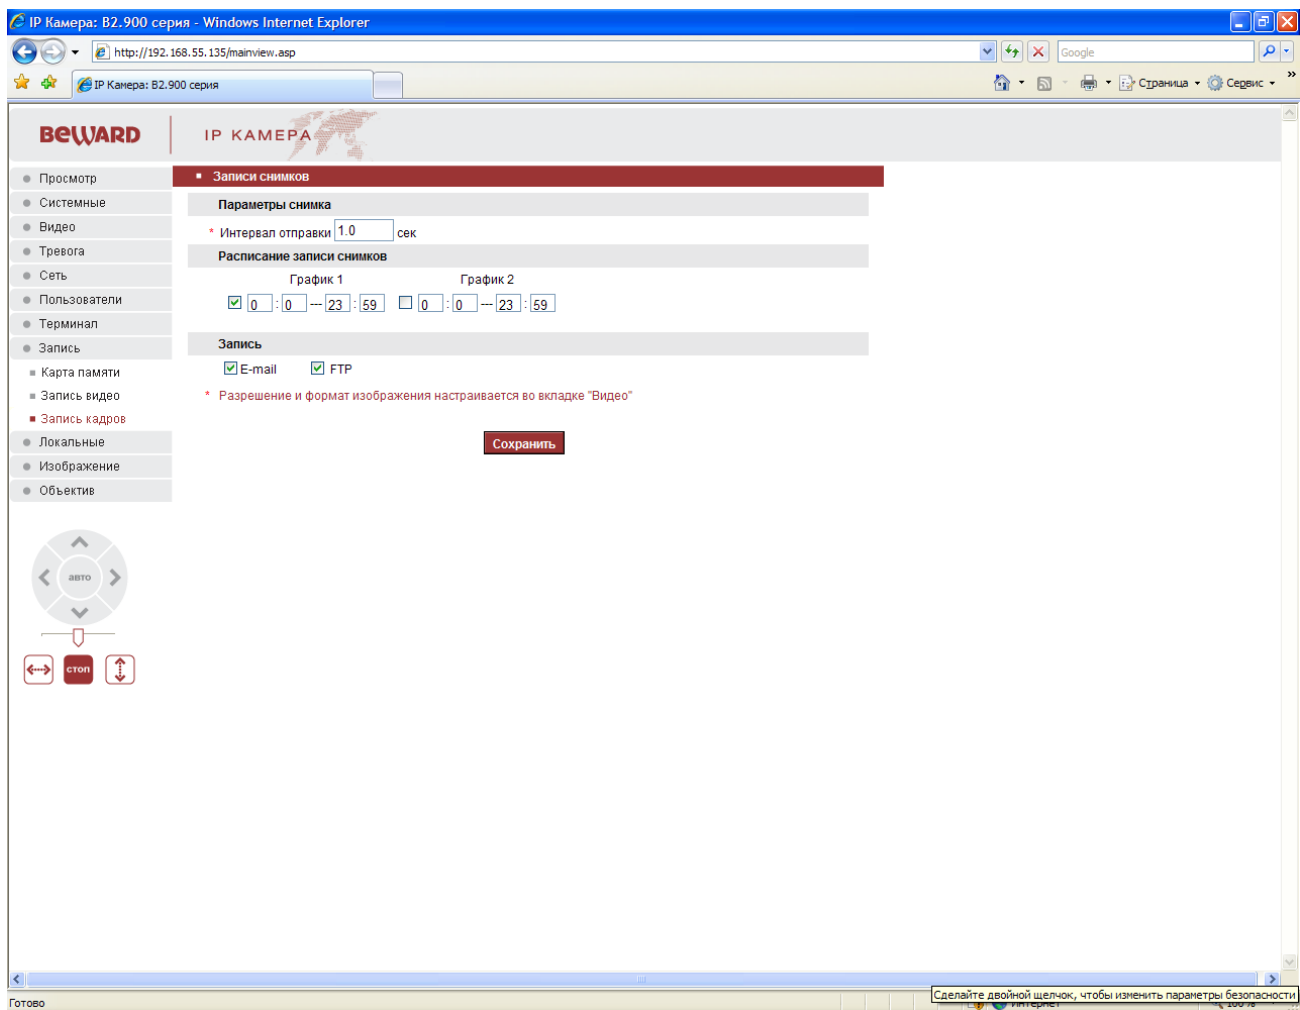 IP Камера: B2.900 серия - Windows Internet Explorer
http://192.168.55.135/mainview.asp
Google
IP Камера: B2.900 серия
Страница
Сервис
BEWARD
IP КАМЕРА
Просмотр
Записи снимков
Системные
Параметры снимка
Видео
* Интервал отправки 1.0 сек
Тревога
Расписание записи снимков
Сеть
График 1 График 2
Пользователи
0 : 0 --- 23 : 59 0 : 0 --- 23 : 59
Терминал
Запись
Запись
Карта памяти
E-mail FTP
Запись видео
* Разрешение и формат изображения настраивается во вкладке "Видео"
Запись кадров
Локальные
Сохранить
Изображение
Объектив
авто
стоп
Готово
Сделайте двойной щелчок, чтобы изменить параметры безопасности